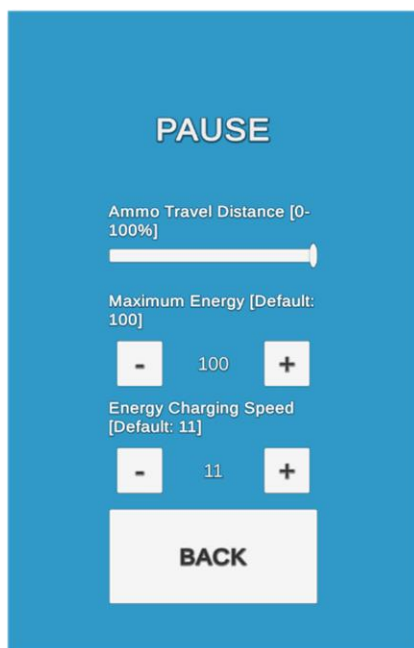 PAUSE
Ammo Travel Distance [0-
100%]
Maximum Energy [Default:
100]
- 100 +
Energy Charging Speed
[Default: 11]
- 11 +
BACK